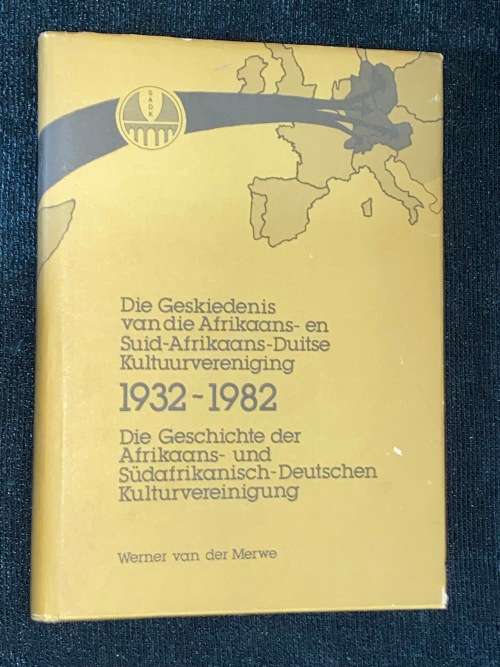 SADK
Die Geskiedenis
van die Afrikaans- en
Suid-Afrikaans-Duitse
Kultuurvereniging
1932-1982
Die Geschichte der
Afrikaans- und
Südafrikanisch-Deutschen
Kulturvereinigung
Werner van der Merwe